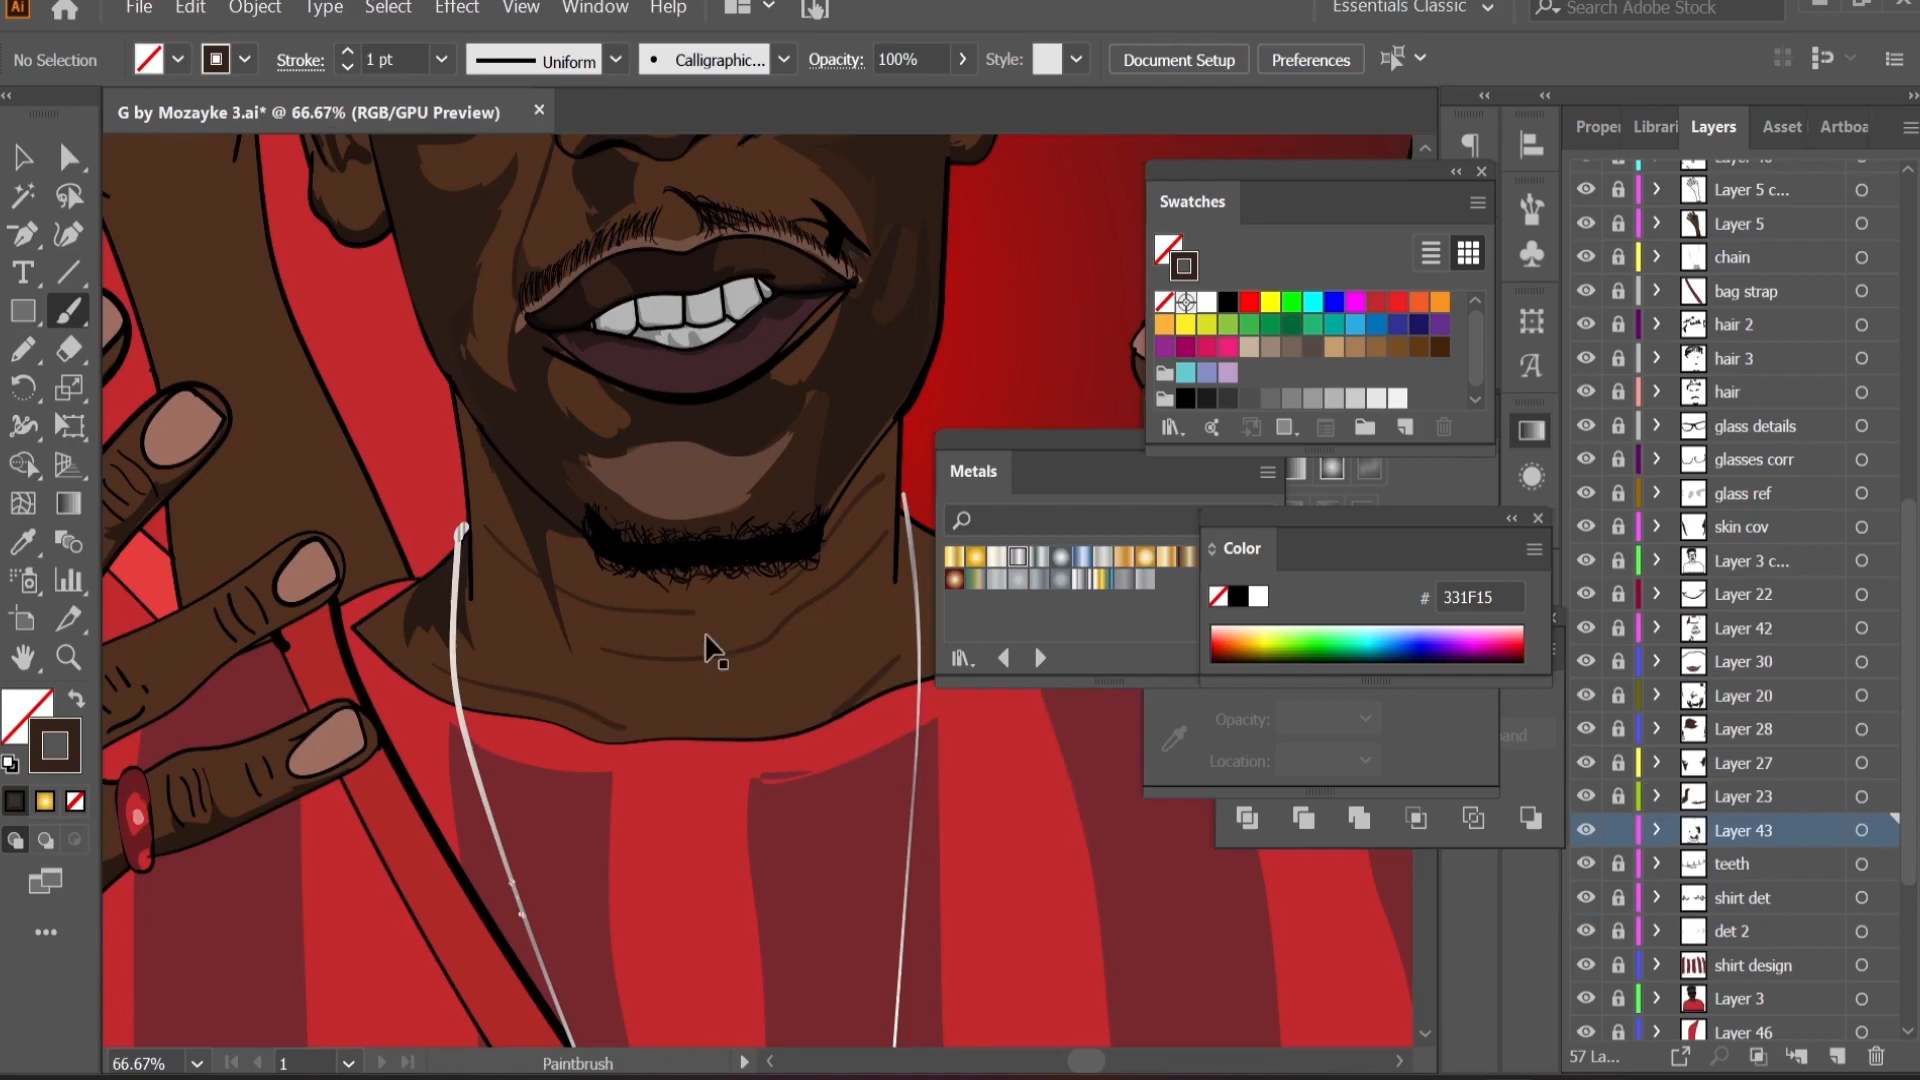 Ai File Edit Object Type Select Effect View Window Help Essentials Classic Search Adobe Stock
No Selection Stroke: 1 pt Uniform Calligraphic... Opacity: 100% Style: Document Setup Preferences
G by Mozayke 3.ai* @ 66.67% (RGB/GPU Preview)
Proper Librari Layers Asset Artboa
Swatches
Layer 5 c...
Layer 5
chain
bag strap
hair 2
hair 3
hair
glass details
Metals
glasses corr
glass ref
skin cov
Color
Layer 3 c...
# 331F15
Layer 22
Layer 42
Layer 30
Layer 20
Opacity:
Layer 28
Location:
Layer 27
Layer 23
Layer 43
teeth
shirt det
det 2
shirt design
Layer 3
Layer 46
66.67% 1 Paintbrush 57 La...